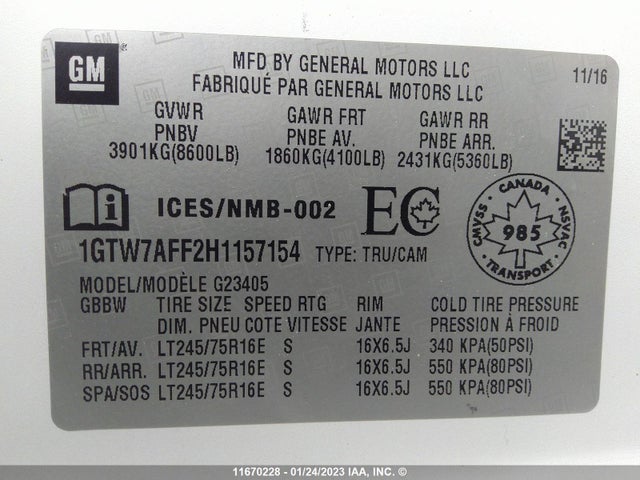 GM
MFD BY GENERAL MOTORS LLC
FABRIQUÉ PAR GENERAL MOTORS LLC
11/16
GVWR GAWR FRT GAWR RR
PNBV PNBE AV. PNBE ARR.
3901KG(8600LB) 1860KG(4100LB) 2431KG(5360LB)
ICES/NMB-002 EC
CANADA
CMVSS 985 NSVAC
TRANSPORT
1GTW7AFF2H1157154 TYPE: TRU/CAM
MODEL/MODÈLE G23405
GBBW TIRE SIZE SPEED RTG RIM COLD TIRE PRESSURE
DIM. PNEU COTE VITESSE JANTE PRESSION À FROID
FRT/AV. LT245/75R16E S 16X6.5J 340 KPA(50PSI)
RR/ARR. LT245/75R16E S 16X6.5J 550 KPA(80PSI)
SPA/SOS LT245/75R16E S 16X6.5J 550 KPA(80PSI)
11670228 - 01/24/2023 IAA, INC. ©